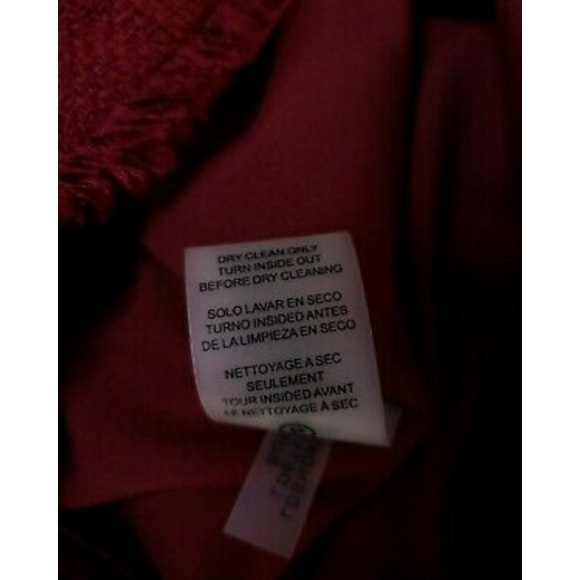 DRY CLEAN ONLY
TURN INSIDE OUT
BEFORE DRY CLEANING
SOLO LAVAR EN SECO
TURNO INSIDED ANTES
DE LA LIMPIEZA EN SECO
NETTOYAGE A SEC
SEULEMENT
TOUR INSIDED AVANT
LE NETTOYAGE A SEC